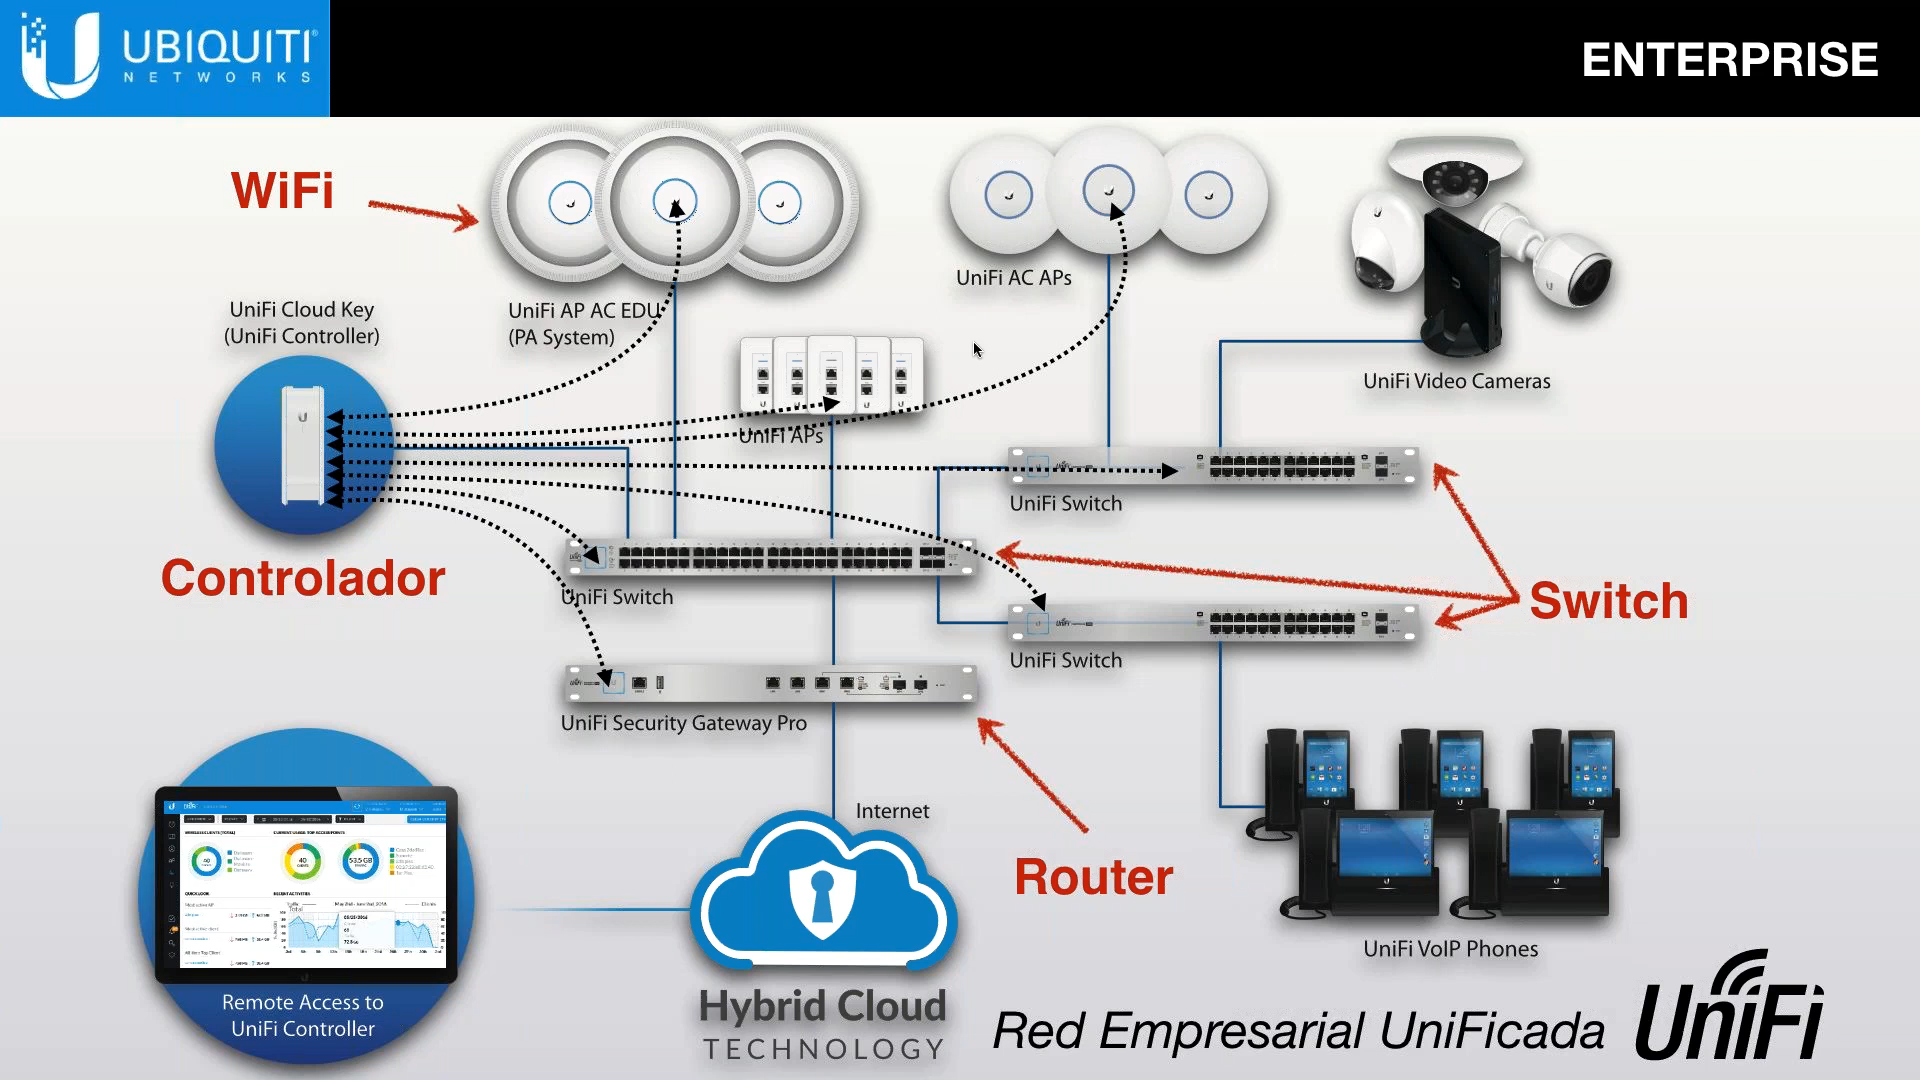 UBIQUITI®
NETWORKS
ENTERPRISE
WiFi
UniFi Cloud Key
(UniFi Controller)
UniFi AP AC EDU
(PA System)
UniFi AC APs
UniFi Video Cameras
UniFi APs
UniFi Switch
Controlador
UniFi Switch
Switch
UniFi Switch
UniFi Security Gateway Pro
Internet
Router
UniFi VoIP Phones
Remote Access to
UniFi Controller
Hybrid Cloud
TECHNOLOGY
Red Empresarial UniFicada
UniFi